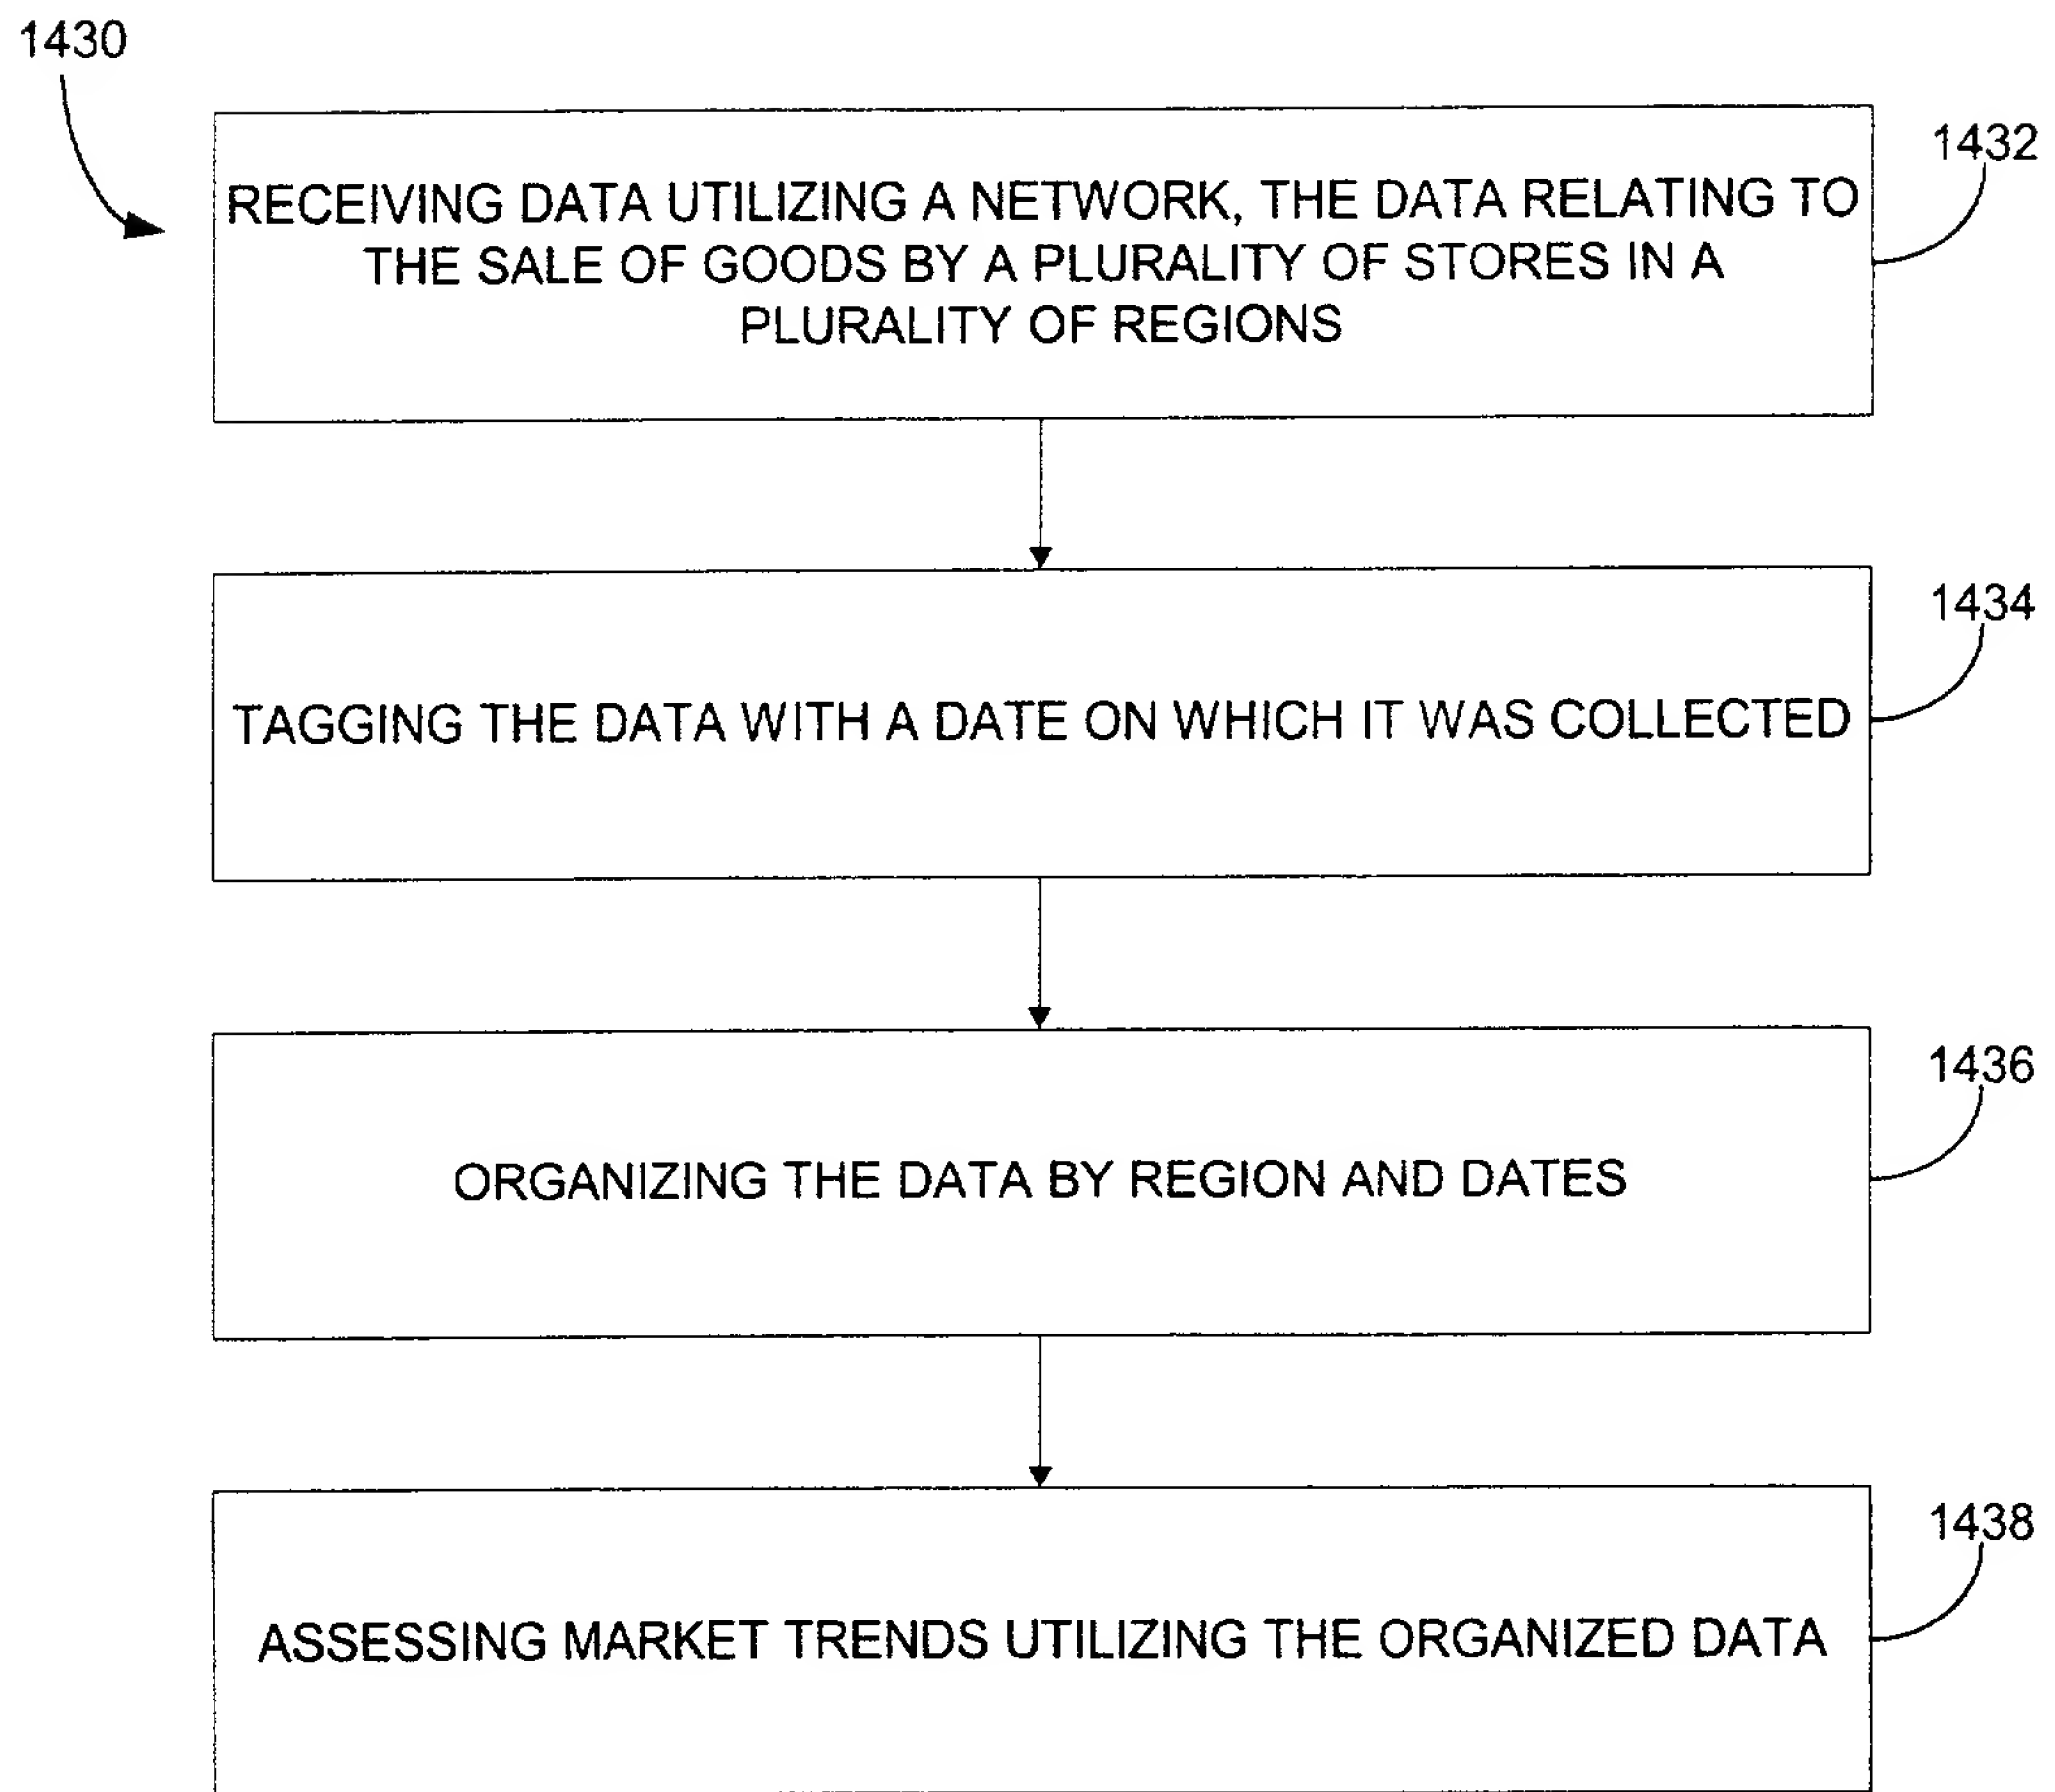 1430
1432
RECEIVING DATA UTILIZING A NETWORK, THE DATA RELATING TO
THE SALE OF GOODS BY A PLURALITY OF STORES IN A
PLURALITY OF REGIONS
1434
TAGGING THE DATA WITH A DATE ON WHICH IT WAS COLLECTED
1436
ORGANIZING THE DATA BY REGION AND DATES
1438
ASSESSING MARKET TRENDS UTILIZING THE ORGANIZED DATA